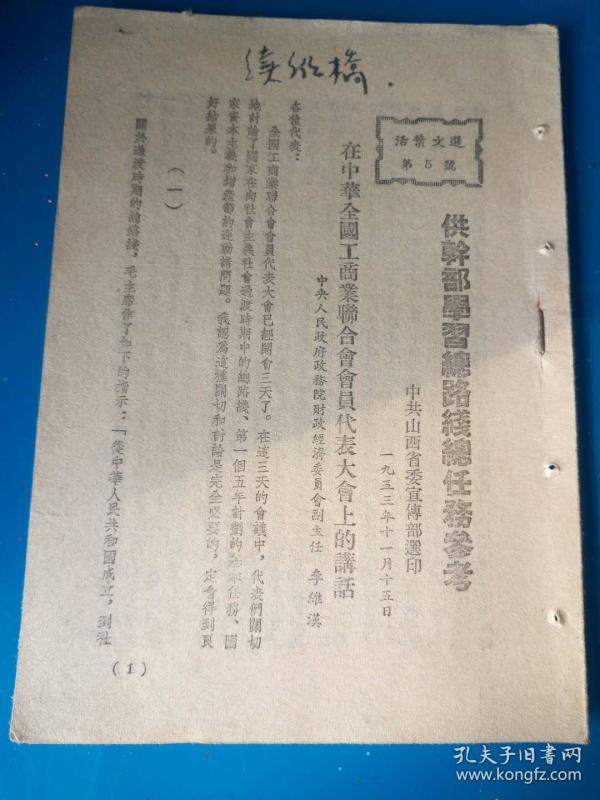 橋
活葉文選
第5號
供幹部學習總路綫總任務參考
中共山西省委宣傳部選印
一九五三年十一月十五日
在中華全國工商業聯合會會員代表大會上的講話
中央人民政府政務院財政經濟委員會副主任 李維漢
各位代表：
全國工商業聯合會會員代表大會已經開會三天了。在這三天的會議中，代表們關切
地討論了國家在向社會主義社會過渡時期中的總路綫、第一個五年計劃的基本任務、國
家資本主義和增產節約運動諸問題。我認爲這種關切和討論是完全必要的，定會得到良
好結果的。
（一）
關於過渡時期的總路綫，毛主席作了如下的指示：「從中華人民共和國成立，到社
（1）
孔夫子旧书网
www.kongfz.com